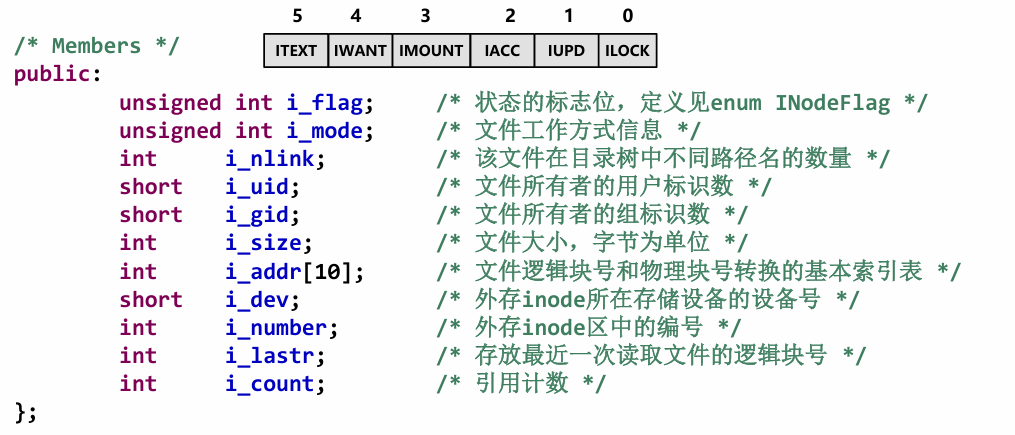 5 4 3 2 1 0
ITEXT IWANT IMOUNT IACC IUPD ILOCK
/* Members */
public:
unsigned int i_flag; /* 状态的标志位，定义见enum INodeFlag */
unsigned int i_mode; /* 文件工作方式信息 */
int i_nlink; /* 该文件在目录树中不同路径名的数量 */
short i_uid; /* 文件所有者的用户标识数 */
short i_gid; /* 文件所有者的组标识数 */
int i_size; /* 文件大小，字节为单位 */
int i_addr[10]; /* 文件逻辑块号和物理块号转换的基本索引表 */
short i_dev; /* 外存inode所在存储设备的设备号 */
int i_number; /* 外存inode区中的编号 */
int i_lastr; /* 存放最近一次读取文件的逻辑块号 */
int i_count; /* 引用计数 */
};